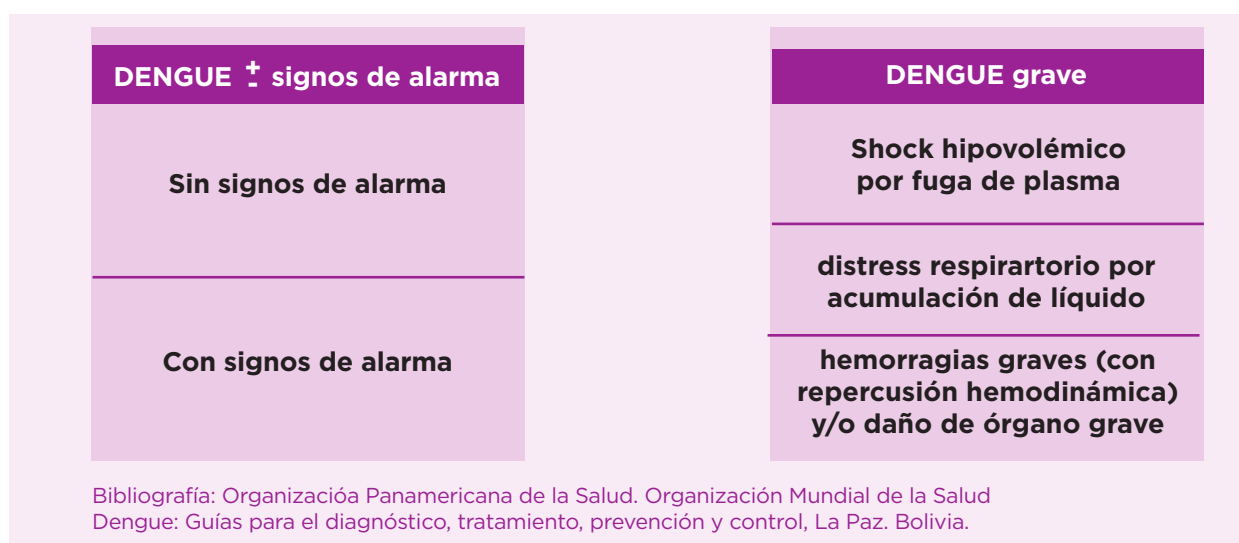 DENGUE ± signos de alarma
Sin signos de alarma
Con signos de alarma
DENGUE grave
Shock hipovolémico
por fuga de plasma
distress respirartorio por
acumulación de líquido
hemorragias graves (con
repercusión hemodinámica)
y/o daño de órgano grave
Bibliografía: Organizacióa Panamericana de la Salud. Organización Mundial de la Salud
Dengue: Guías para el diagnóstico, tratamiento, prevención y control, La Paz. Bolivia.